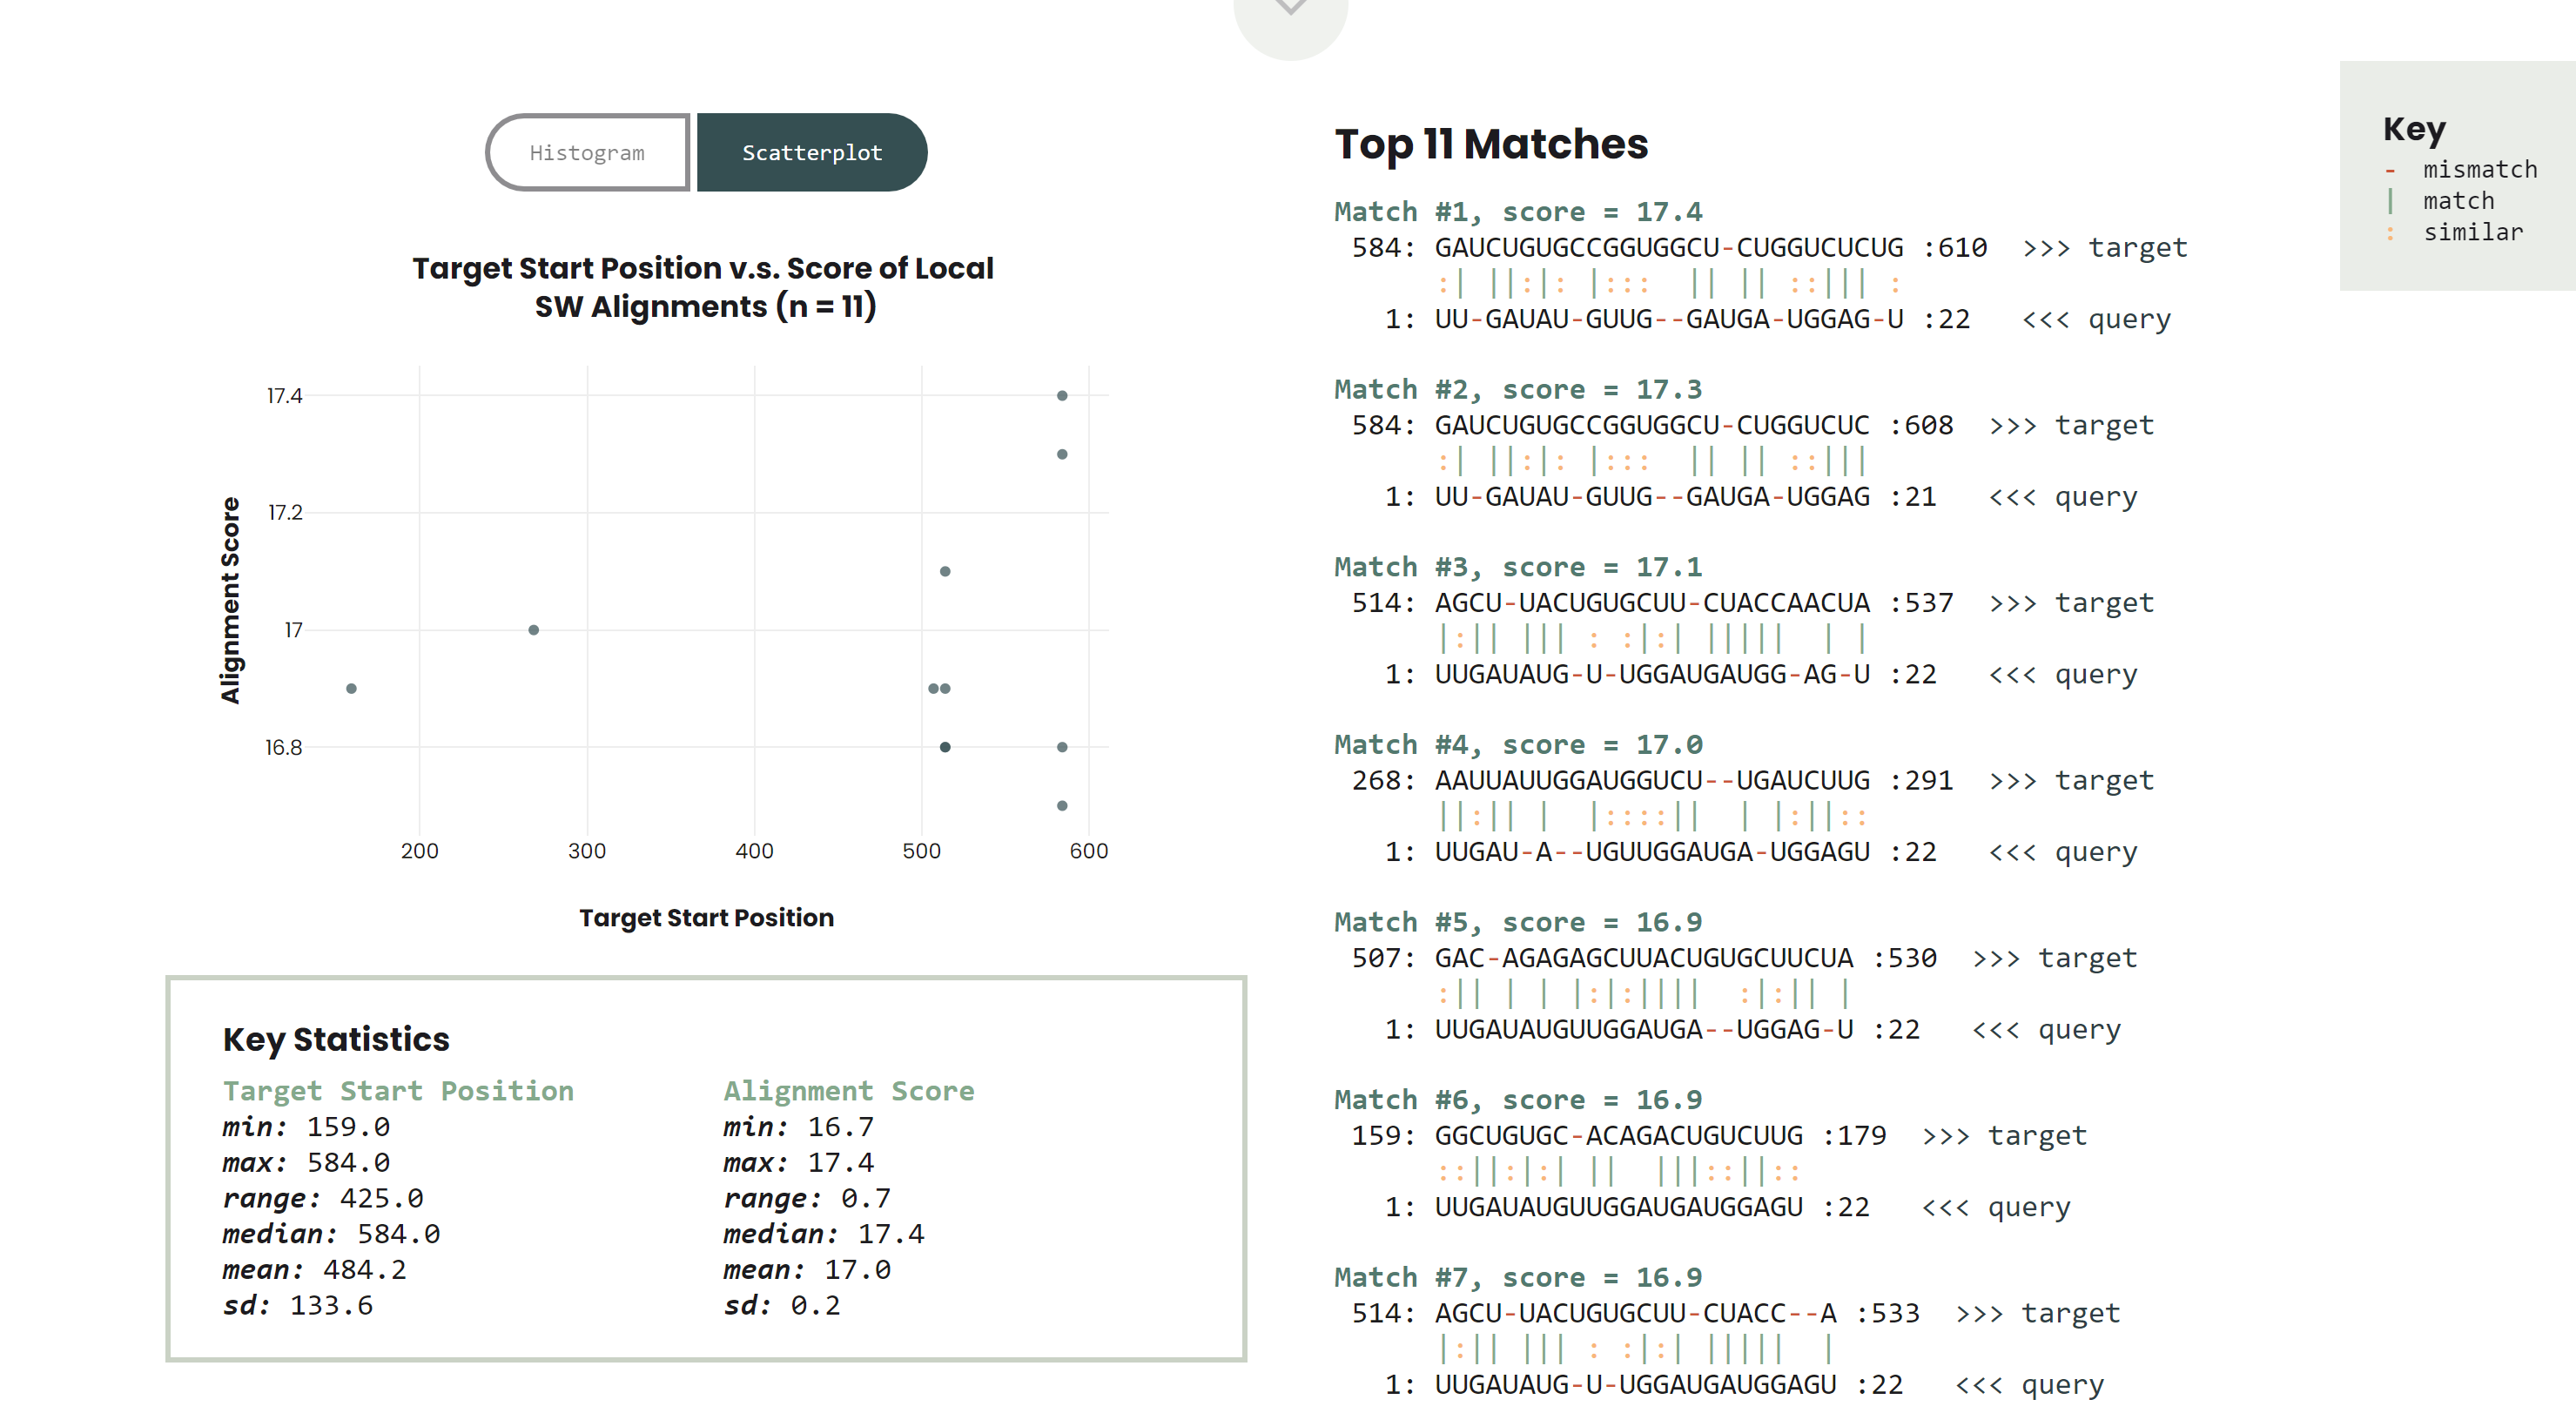 Histogram
Scatterplot
Target Start Position v.s. Score of Local
SW Alignments (n = 11)
17.4
17.2
17
16.8
Alignment Score
200 300 400 500 600
Target Start Position
Key Statistics
Target Start Position
min: 159.0
max: 584.0
range: 425.0
median: 584.0
mean: 484.2
sd: 133.6
Alignment Score
min: 16.7
max: 17.4
range: 0.7
median: 17.4
mean: 17.0
sd: 0.2
Top 11 Matches
Match #1, score = 17.4
584: GAUCUGUGCCGGUGGCU-CUGGUCUCUG :610 >>> target
:| ||:|: |:::  || || ::||| :
1: UU-GAUAU-GUUG--GAUGA-UGGAG-U :22 <<< query
Match #2, score = 17.3
584: GAUCUGUGCCGGUGGCU-CUGGUCUC :608 >>> target
:| ||:|: |:::  || || ::|||
1: UU-GAUAU-GUUG--GAUGA-UGGAG :21 <<< query
Match #3, score = 17.1
514: AGCU-UACUGUGCUU-CUACCAACUA :537 >>> target
|:|| ||| : :|:| |||||  | |
1: UUGAUAUG-U-UGGAUGAUGG-AG-U :22 <<< query
Match #4, score = 17.0
268: AAUUAUUGGAUGGUCU--UGAUCUUG :291 >>> target
||:|| |  |::::||  | |:||::
1: UUGAU-A--UGUUGGAUGA-UGGAGU :22 <<< query
Match #5, score = 16.9
507: GAC-AGAGAGCUUACUGUGCUUCUA :530 >>> target
:|| | | |:|:||||  :|:|| |
1: UUGAUAUGUUGGAUGA--UGGAG-U :22 <<< query
Match #6, score = 16.9
159: GGCUGUGC-ACAGACUGUCUUG :179 >>> target
::||:|:| ||  |||::||::
1: UUGAUAUGUUGGAUGAUGGAGU :22 <<< query
Match #7, score = 16.9
514: AGCU-UACUGUGCUU-CUACC--A :533 >>> target
|:|| ||| : :|:| |||||  |
1: UUGAUAUG-U-UGGAUGAUGGAGU :22 <<< query
Key
- mismatch
| match
: similar